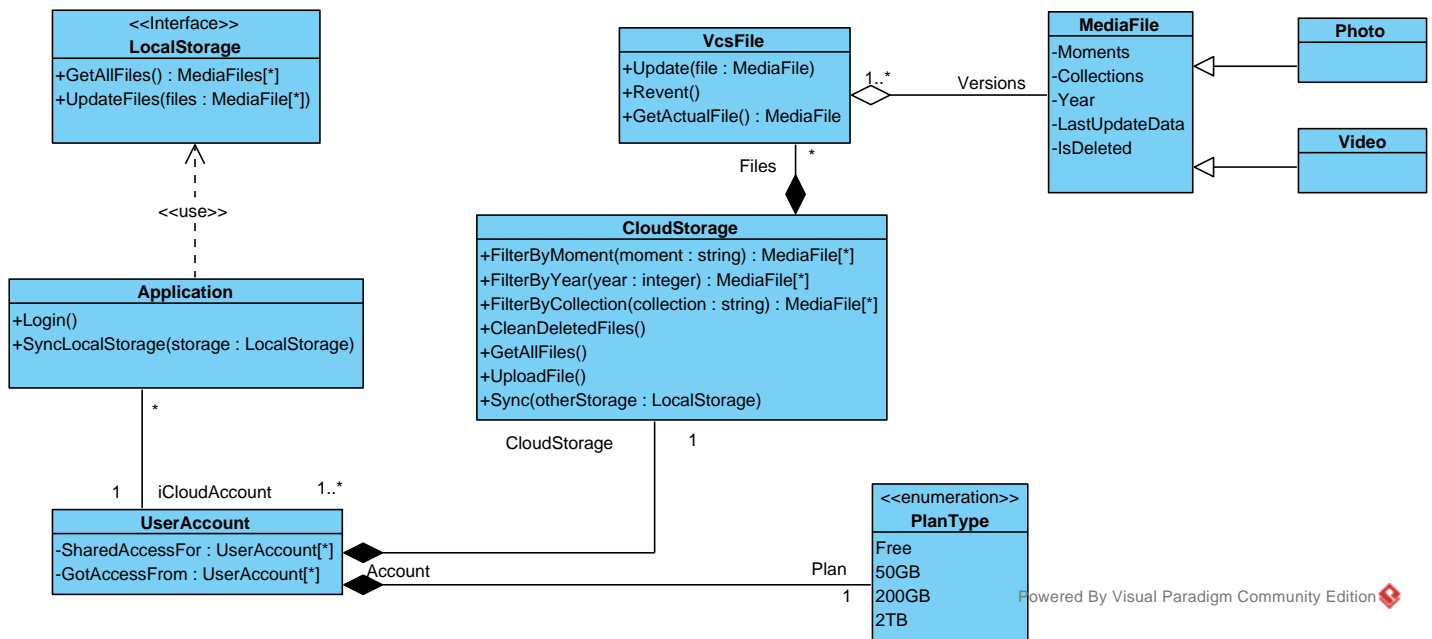 <<Interface>>
LocalStorage
+GetAllFiles() : MediaFiles[*]
+UpdateFiles(files : MediaFile[*])
<<use>>
Application
+Login()
+SyncLocalStorage(storage : LocalStorage)
*
1
iCloudAccount
1..*
UserAccount
-SharedAccessFor : UserAccount[*]
-GotAccessFrom : UserAccount[*]
Account
VcsFile
+Update(file : MediaFile)
+Revent()
+GetActualFile() : MediaFile
1..*
Versions
Files
*
CloudStorage
+FilterByMoment(moment : string) : MediaFile[*]
+FilterByYear(year : integer) : MediaFile[*]
+FilterByCollection(collection : string) : MediaFile[*]
+CleanDeletedFiles()
+GetAllFiles()
+UploadFile()
+Sync(otherStorage : LocalStorage)
CloudStorage
1
MediaFile
-Moments
-Collections
-Year
-LastUpdateData
-IsDeleted
Photo
Video
Plan
1
<<enumeration>>
PlanType
Free
50GB
200GB
2TB
Powered By Visual Paradigm Community Edition